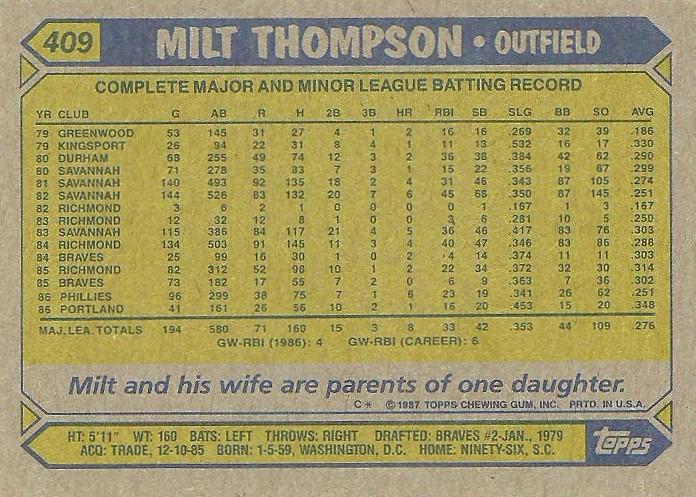 409 MILT THOMPSON • OUTFIELD
COMPLETE MAJOR AND MINOR LEAGUE BATTING RECORD
YR CLUB G AB R H 2B 3B HR RBI SB SLG BB SO AVG
79 GREENWOOD 53 145 31 27 4 1 2 16 16 .269 32 39 .186
79 KINGSPORT 26 94 22 31 8 4 1 11 13 .532 16 17 .330
80 DURHAM 68 255 49 74 12 3 2 36 38 .384 42 62 .290
80 SAVANNAH 71 278 35 83 7 3 1 15 22 .356 19 67 .299
81 SAVANNAH 140 493 92 135 18 2 4 31 46 .343 87 105 .274
82 SAVANNAH 144 526 83 132 20 7 6 45 68 .350 87 145 .251
82 RICHMOND 3 6 2 1 0 0 0 0 1 .167 1 3 .167
83 RICHMOND 12 32 12 8 1 0 0 3 6 .281 10 5 .250
83 SAVANNAH 115 386 84 117 21 4 5 36 46 .417 83 76 .303
84 RICHMOND 134 503 91 145 11 3 4 40 47 .346 83 86 .288
84 BRAVES 25 99 16 30 1 0 2 4 14 .374 11 11 .303
85 RICHMOND 82 312 52 98 10 1 2 22 34 .372 32 30 .314
85 BRAVES 73 182 17 55 7 2 0 6 9 .363 7 36 .302
86 PHILLIES 96 299 38 75 7 1 6 23 19 .341 26 62 .251
86 PORTLAND 41 161 26 56 10 2 1 16 20 .453 15 20 .348
MAJ. LEA. TOTALS 194 580 71 160 15 3 8 33 42 .353 44 109 .276
GW-RBI (1986): 4 GW-RBI (CAREER): 6
Milt and his wife are parents of one daughter.
C* ©1987 TOPPS CHEWING GUM, INC. PRTD. IN U.S.A.
HT: 5'11" WT: 160 BATS: LEFT THROWS: RIGHT DRAFTED: BRAVES #2-JAN., 1979
ACQ: TRADE, 12-10-85 BORN: 1-5-59, WASHINGTON, D.C. HOME: NINETY-SIX, S.C.
topps